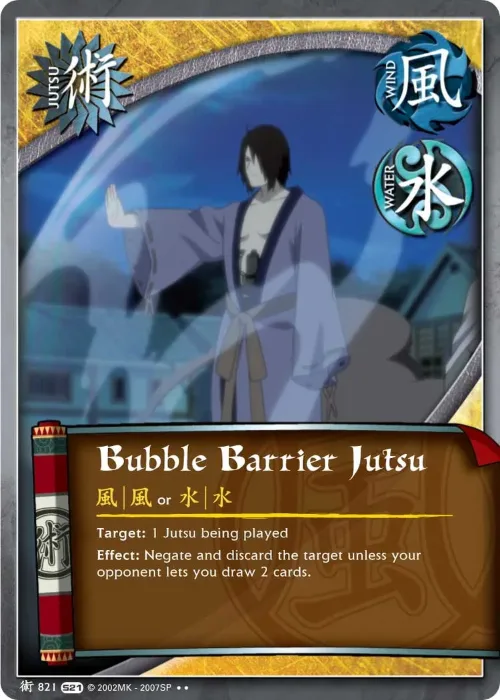 JUTSU 術
WIND 風
WATER 水
Bubble Barrier Jutsu
風|風 or 水|水
Target: 1 Jutsu being played
Effect: Negate and discard the target unless your
opponent lets you draw 2 cards.
術
術 821 S21 © 2002MK - 2007SP ••